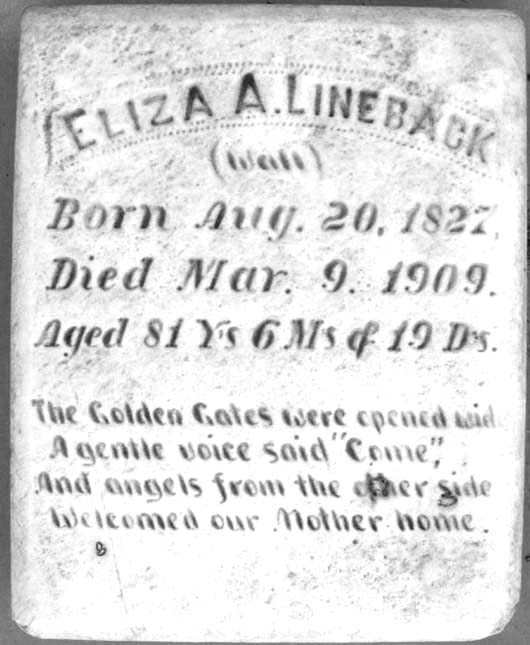 ELIZA A. LINEBACK
(Wall)
Born Aug. 20, 1827,
Died Mar. 9. 1909.
Aged 81 Ys 6 Ms & 19 Ds.
The Golden Gates were opened wid
A gentle voice said "Come",
And angels from the other side
Welcomed our Mother home.